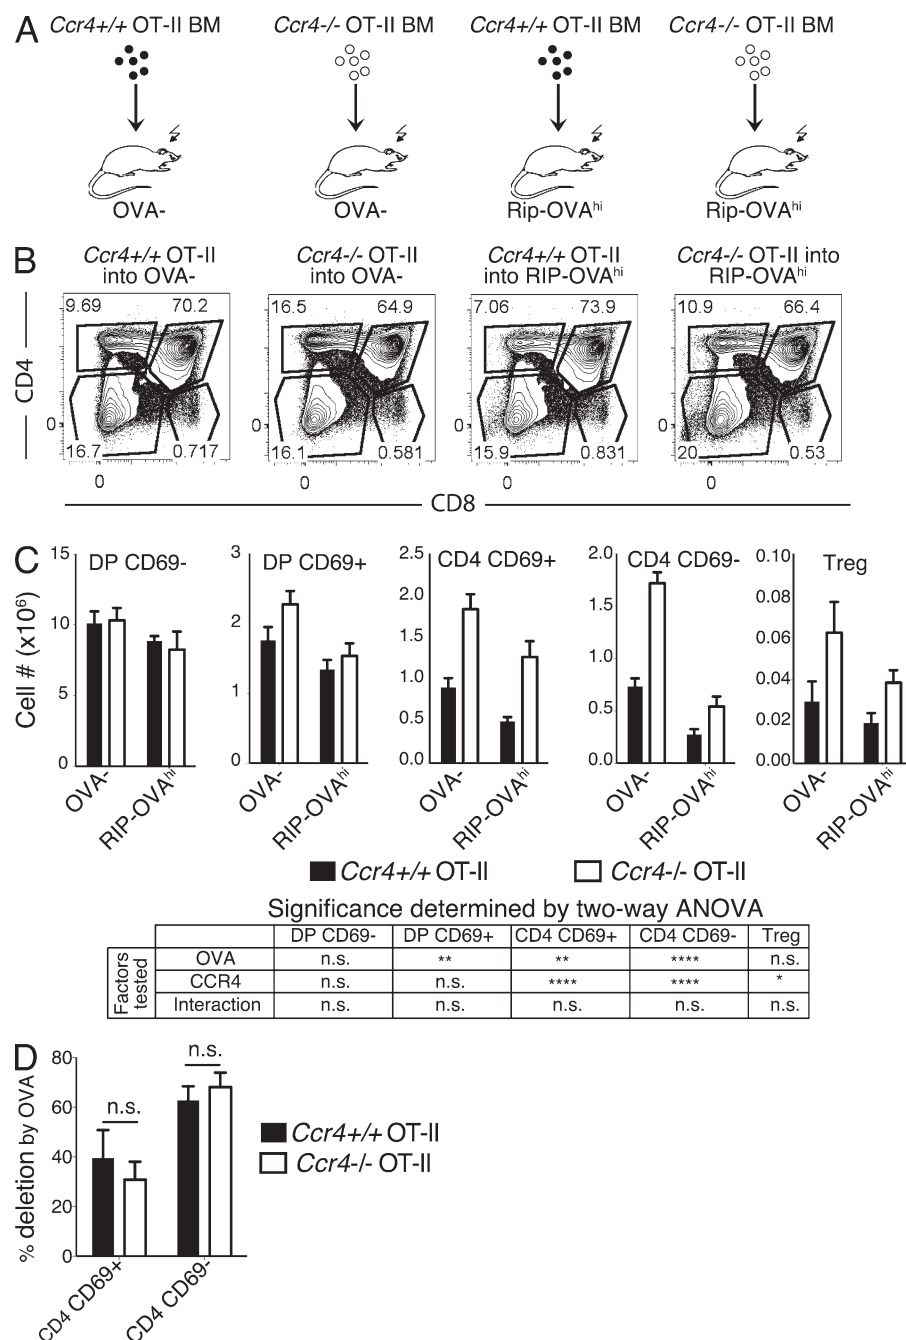 A
Ccr4+/+ OT-II BM
Ccr4-/- OT-II BM
Ccr4+/+ OT-II BM
Ccr4-/- OT-II BM
OVA-
OVA-
Rip-OVAhi
Rip-OVAhi
B
Ccr4+/+ OT-II
into OVA-
Ccr4-/- OT-II
into OVA-
Ccr4+/+ OT-II
into RIP-OVAhi
Ccr4-/- OT-II into
RIP-OVAhi
CD4
9.69 70.2
16.5 64.9
7.06 73.9
10.9 66.4
0
16.7 0.717
16.1 0.581
15.9 0.831
20 0.53
0 0 0 0
CD8
C
Cell # (x10⁶)
DP CD69-
15
10
5
0
OVA-
RIP-OVAhi
DP CD69+
3
2
1
0
OVA-
RIP-OVAhi
CD4 CD69+
2.5
2.0
1.5
1.0
0.5
0.0
OVA-
RIP-OVAhi
CD4 CD69-
2.0
1.5
1.0
0.5
0.0
OVA-
RIP-OVAhi
Treg
0.10
0.08
0.06
0.04
0.02
0.00
OVA-
RIP-OVAhi
Ccr4+/+ OT-II
Ccr4-/- OT-II
Significance determined by two-way ANOVA
DP CD69- DP CD69+ CD4 CD69+ CD4 CD69- Treg
Factors
tested
OVA n.s. ** ** **** n.s.
CCR4 n.s. n.s. **** **** *
Interaction n.s. n.s. n.s. n.s. n.s.
D
% deletion by OVA
80
60
40
20
0
n.s.
n.s.
CD4 CD69+
CD4 CD69-
Ccr4+/+ OT-II
Ccr4-/- OT-II